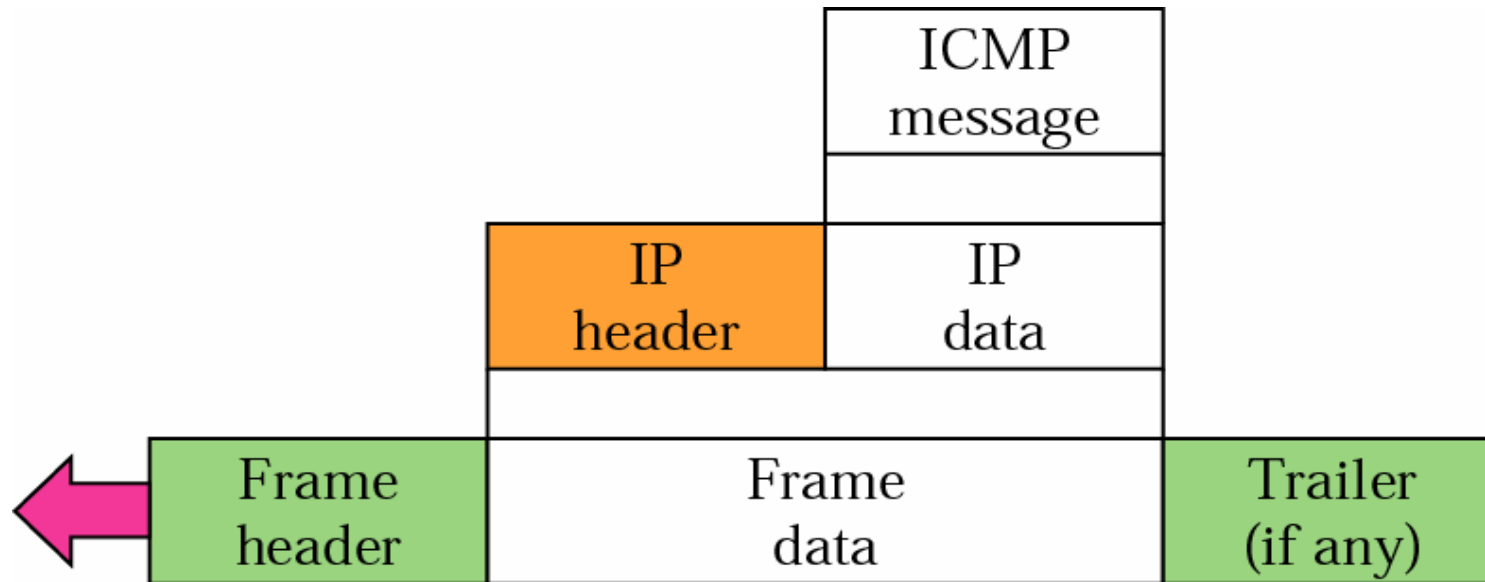 ICMP
message
IP
header
IP
data
Frame
header
Frame
data
Trailer
(if any)